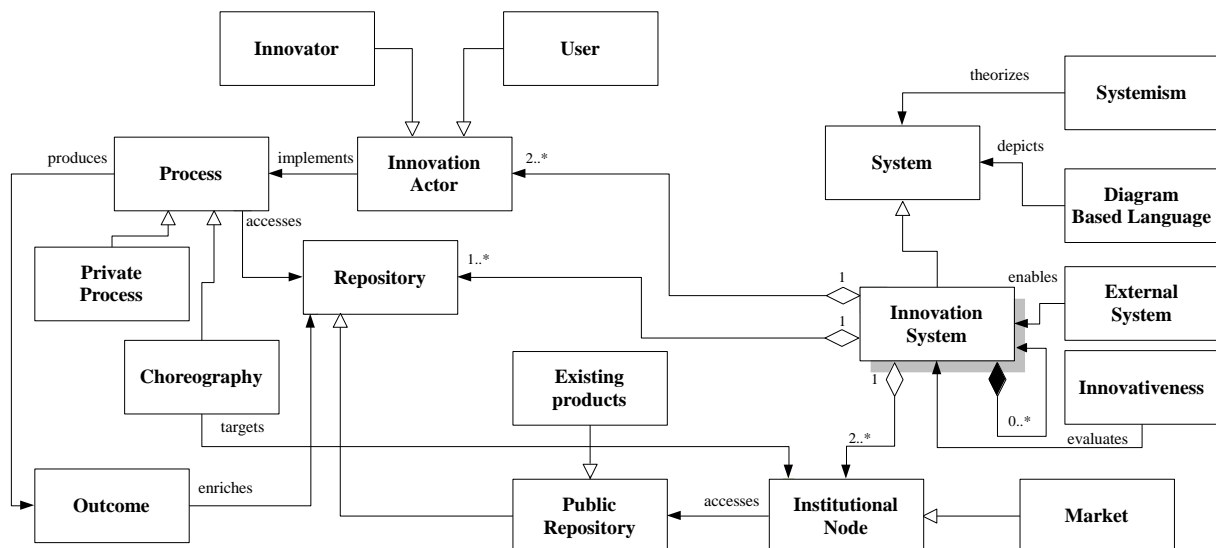 Innovator
User
theorizes
Systemism
produces
Process
implements
Innovation
Actor
2..*
System
depicts
Diagram
Based Language
accesses
Private
Process
Repository
1..*
1
1
Innovation
System
enables
External
System
Choreography
Existing
products
1
0..*
Innovativeness
targets
2..*
evaluates
Outcome
enriches
Public
Repository
accesses
Institutional
Node
Market